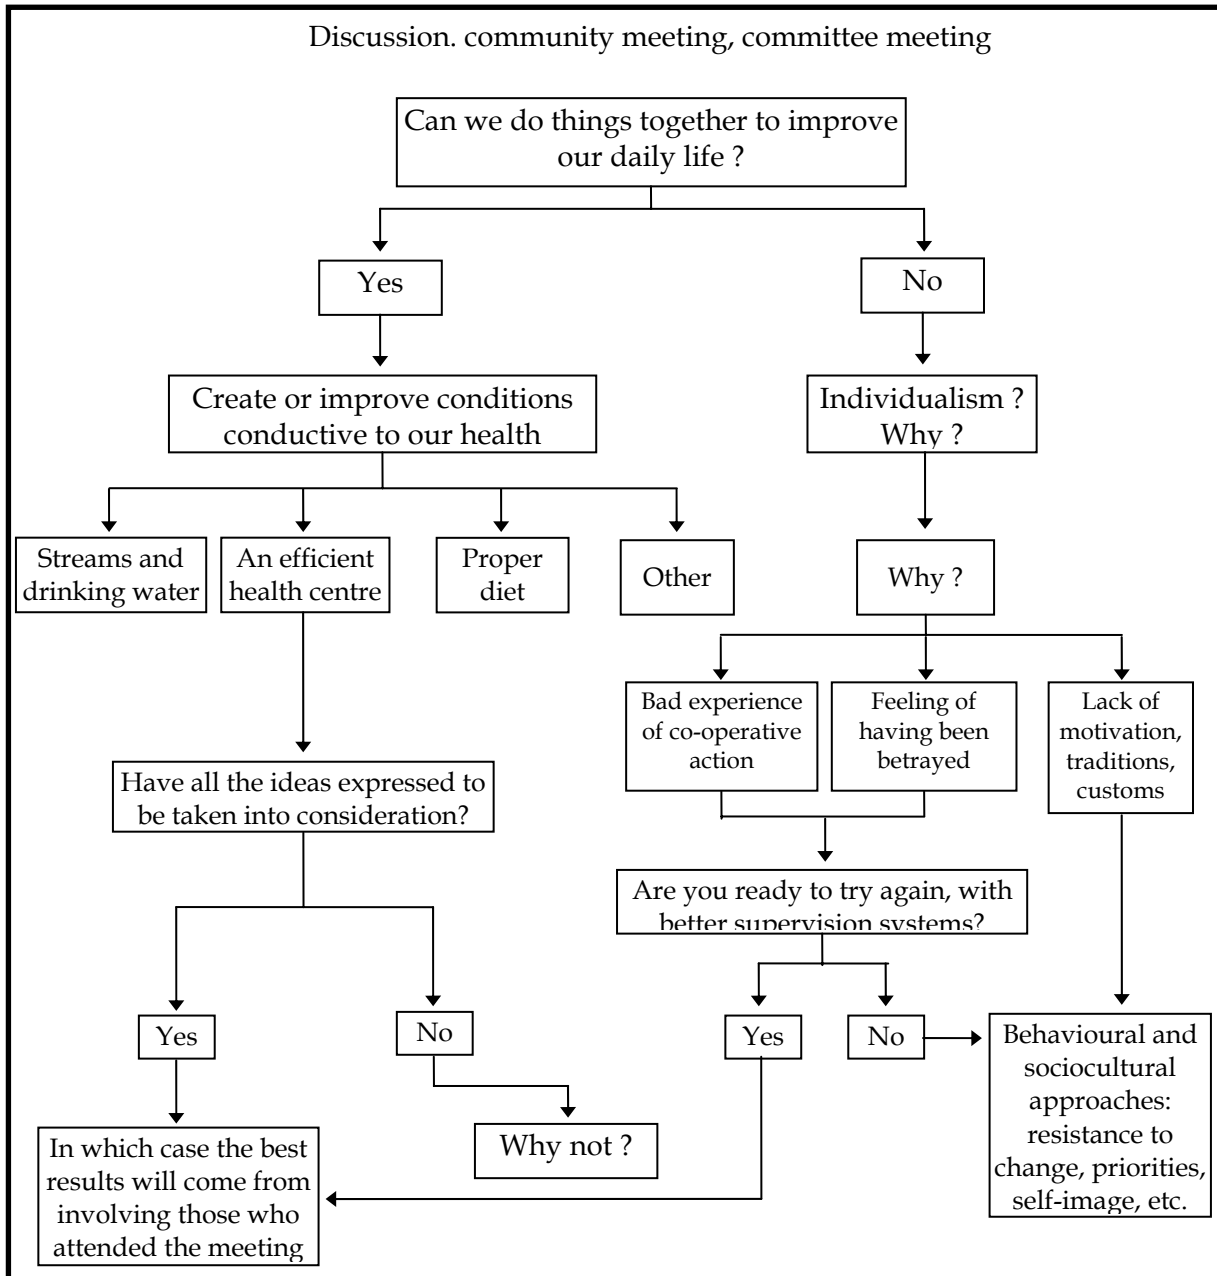 Discussion. community meeting, committee meeting
Can we do things together to improve
our daily life ?
Yes
No
Create or improve conditions
conductive to our health
Individualism ?
Why ?
Streams and
drinking water
An efficient
health centre
Proper
diet
Other
Why ?
Bad experience
of co-operative
action
Feeling of
having been
betrayed
Lack of
motivation,
traditions,
customs
Have all the ideas expressed to
be taken into consideration?
Are you ready to try again, with
better supervision systems?
Yes
No
Yes
No
Behavioural and
sociocultural
approaches:
resistance to
change, priorities,
self-image, etc.
Why not ?
In which case the best
results will come from
involving those who
attended the meeting